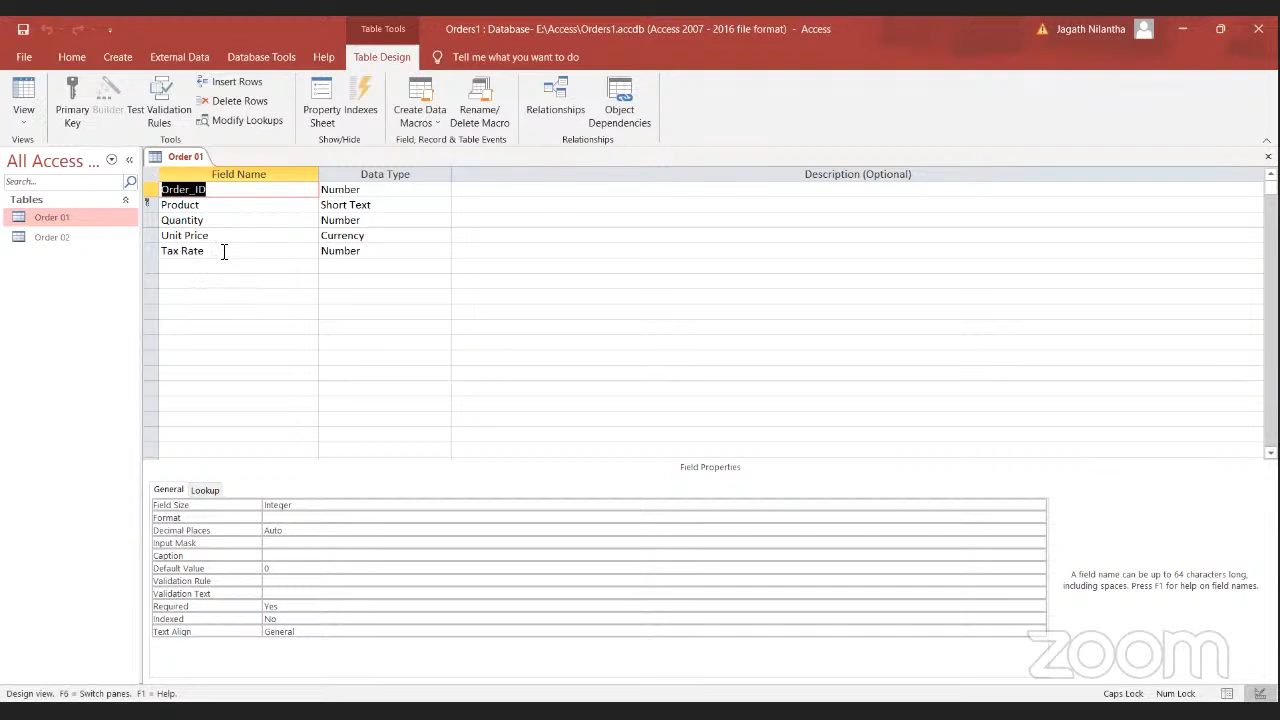 Table Tools
Orders1 : Database- E:\Access\Orders1.accdb (Access 2007 - 2016 file format) - Access
Jagath Nilantha
File Home Create External Data Database Tools Help Table Design Tell me what you want to do
View
Primary Key
Builder
Test Validation Rules
Insert Rows
Delete Rows
Modify Lookups
Property Sheet
Indexes
Create Data Macros
Rename/ Delete Macro
Relationships
Object Dependencies
Views Tools Show/Hide Field, Record & Table Events Relationships
All Access ...
Search...
Tables
Order 01
Order 02
Order 01
Field Name Data Type Description (Optional)
Order_ID Number
Product Short Text
Quantity Number
Unit Price Currency
Tax Rate Number
Field Properties
General Lookup
Field Size Integer
Format
Decimal Places Auto
Input Mask
Caption
Default Value 0
Validation Rule
Validation Text
Required Yes
Indexed No
Text Align General
A field name can be up to 64 characters long,
including spaces. Press F1 for help on field names.
zoom
Design view. F6 = Switch panes. F1 = Help.
Caps Lock Num Lock